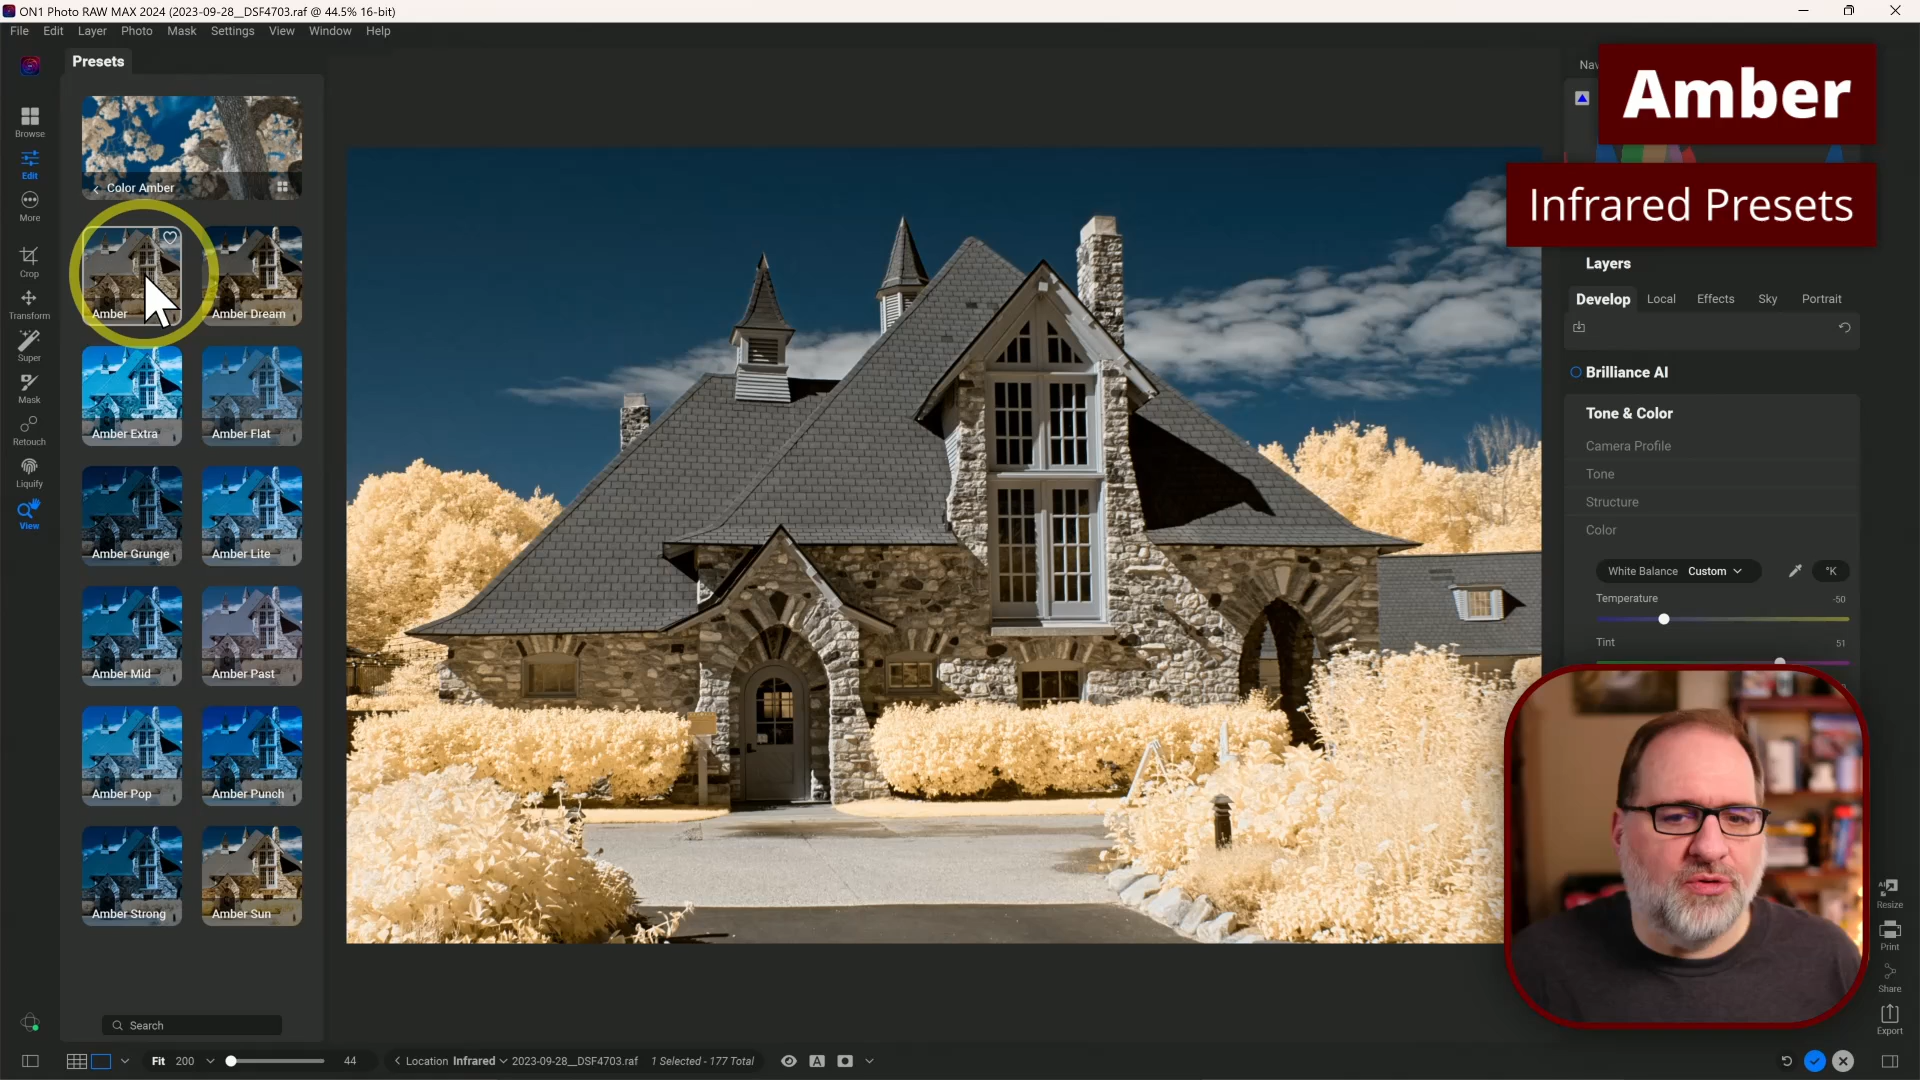 ON1 Photo RAW MAX 2024 (2023-09-28__DSF4703.raf @ 44.5% 16-bit)
File Edit Layer Photo Mask Settings View Window Help
Presets
Amber
Infrared Presets
Browse
Edit
More
Crop
Transform
Super
Mask
Retouch
Liquify
View
Color Amber
Amber
Amber Dream
Amber Extra
Amber Flat
Amber Grunge
Amber Lite
Amber Mid
Amber Past
Amber Pop
Amber Punch
Amber Strong
Amber Sun
Search
Layers
Develop Local Effects Sky Portrait
Brilliance AI
Tone & Color
Camera Profile
Tone
Structure
Color
White Balance Custom °K
Temperature -50
Tint 51
AI
Resize
Print
Share
Export
Fit 200 44 Location Infrared 2023-09-28__DSF4703.raf 1 Selected - 177 Total A